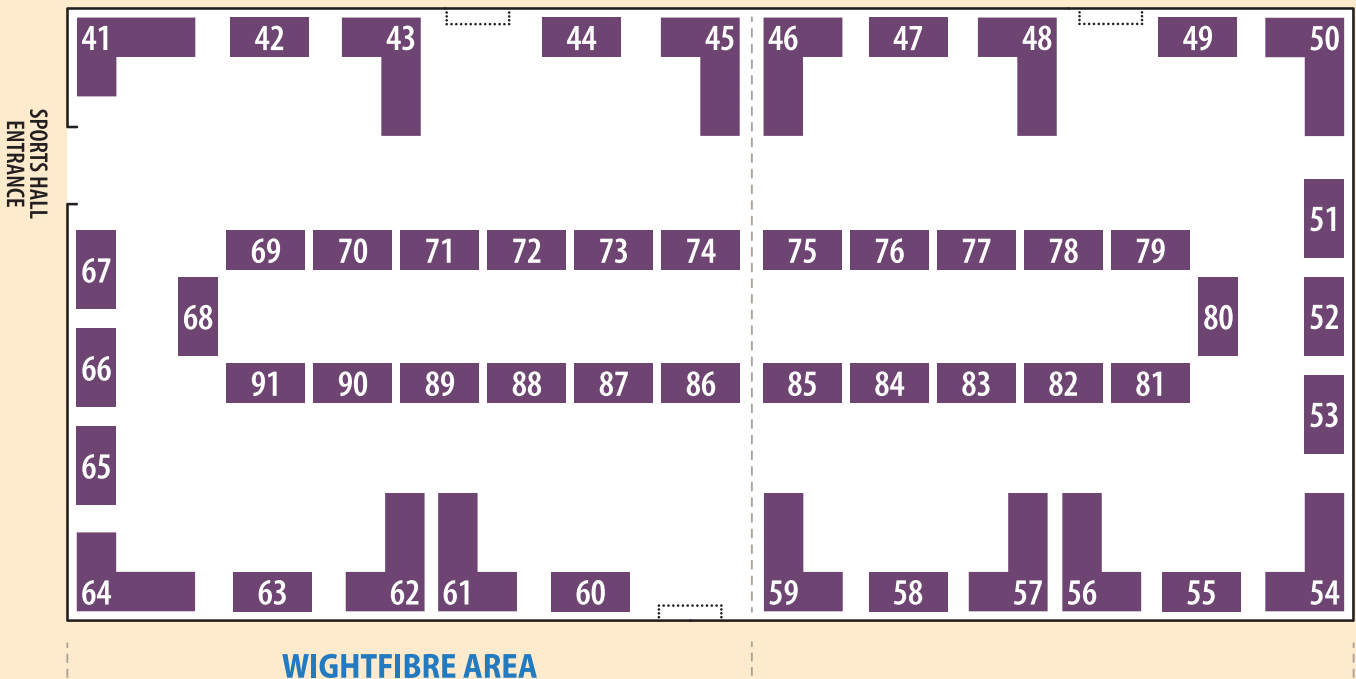 41 42 43 44 45 46 47 48 49 50
SPORTS HALL
ENTRANCE
51
67 69 70 71 72 73 74 75 76 77 78 79
68 80 52
66
91 90 89 88 87 86 85 84 83 82 81
53
65
64 63 62 61 60 59 58 57 56 55 54
WIGHTFIBRE AREA